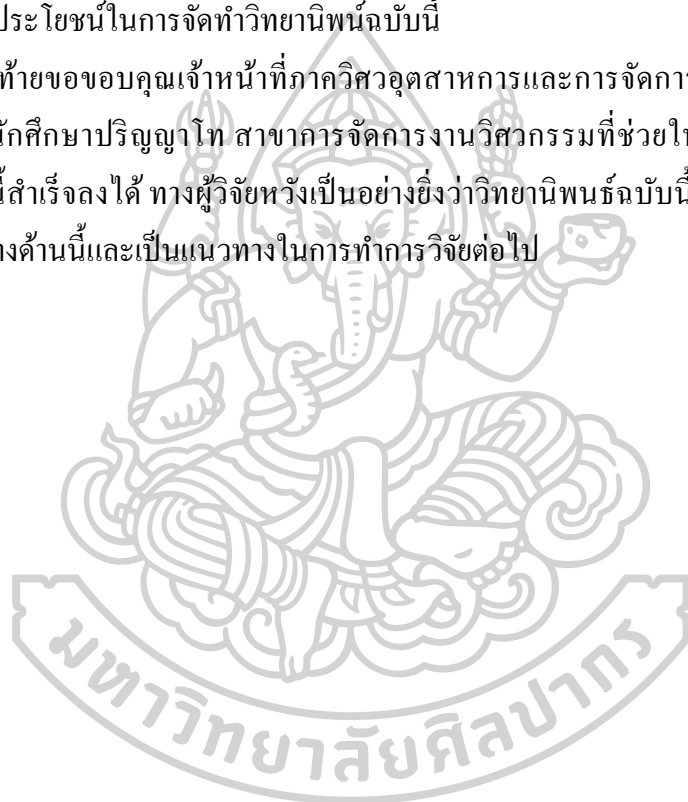 ประโยชน์ในการจัดทำวิทยานิพน์ฉบับนี้
ท้ายขอขอบคุณเจ้าหน้าที่ภาควิศวอุตสาหการและการจัดการ
นักศึกษาปริญญาโท สาขาการจัดการงานวิศวกรรมที่ช่วยให้
นี้สำเร็จลงได้ ทางผู้วิจัยหวังเป็นอย่างยิ่งว่าวิทยานิพนธ์ฉบับนี้
างด้านนี้และเป็นแนวทางในการทำการวิจัยต่อไป
มหาวิทยาลัยศิลปากร